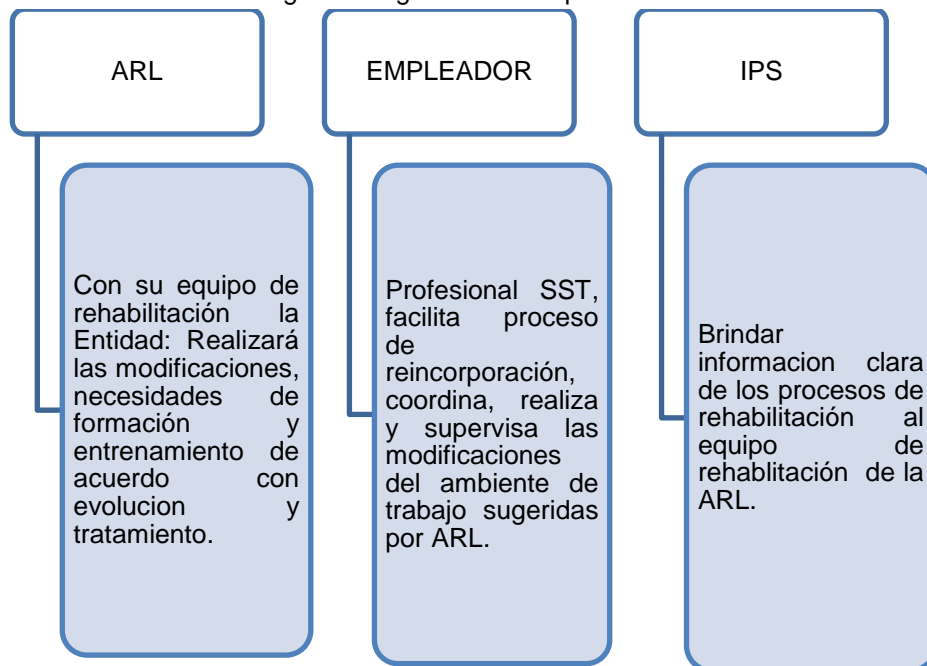 ARL
Con su equipo de
rehabilitación la
Entidad: Realizará
las modificaciones,
necesidades de
formación y
entrenamiento de
acuerdo con
evolucion y
tratamiento.
EMPLEADOR
Profesional SST,
facilita proceso
de
reincorporación,
coordina, realiza
y supervisa las
modificaciones
del ambiente de
trabajo sugeridas
por ARL.
IPS
Brindar
informacion clara
de los procesos de
rehabilitación al
equipo de
rehablitación de la
ARL.